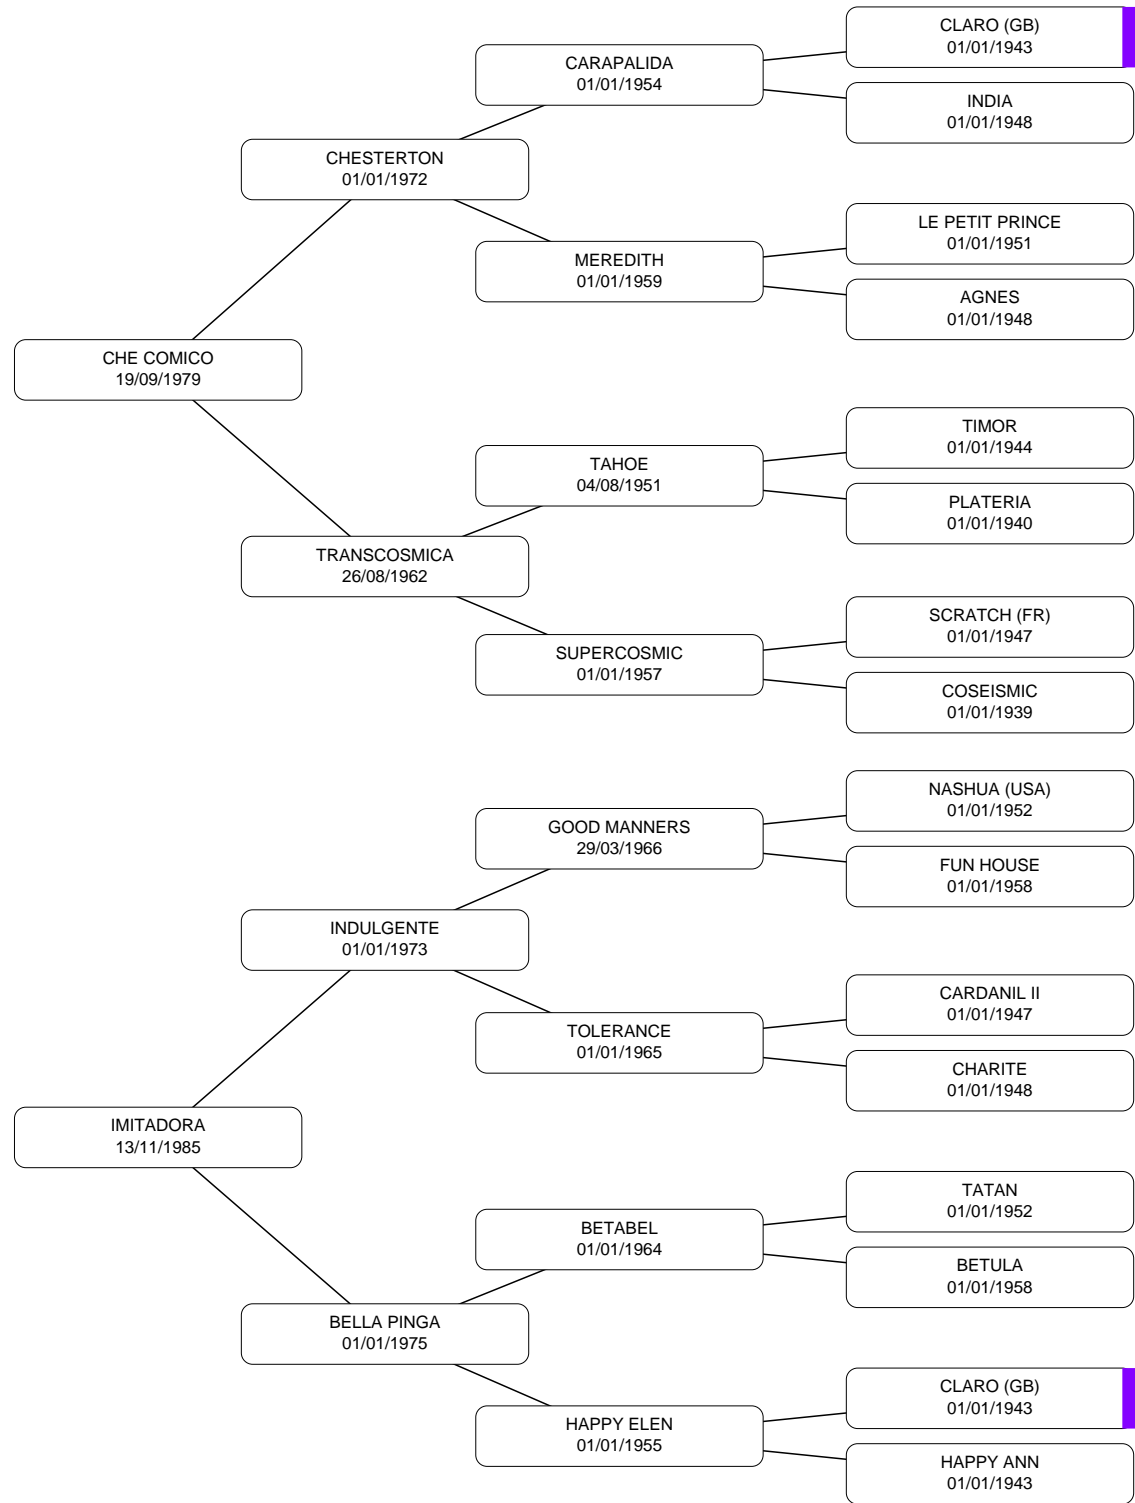 CLARO (GB)
01/01/1943
CARAPALIDA
01/01/1954
INDIA
01/01/1948
CHESTERTON
01/01/1972
LE PETIT PRINCE
01/01/1951
MEREDITH
01/01/1959
AGNES
01/01/1948
CHE COMICO
19/09/1979
TIMOR
01/01/1944
TAHOE
04/08/1951
PLATERIA
01/01/1940
TRANSCOSMICA
26/08/1962
SCRATCH (FR)
01/01/1947
SUPERCOSMIC
01/01/1957
COSEISMIC
01/01/1939
NASHUA (USA)
01/01/1952
GOOD MANNERS
29/03/1966
FUN HOUSE
01/01/1958
INDULGENTE
01/01/1973
CARDANIL II
01/01/1947
TOLERANCE
01/01/1965
CHARITE
01/01/1948
IMITADORA
13/11/1985
TATAN
01/01/1952
BETABEL
01/01/1964
BETULA
01/01/1958
BELLA PINGA
01/01/1975
CLARO (GB)
01/01/1943
HAPPY ELEN
01/01/1955
HAPPY ANN
01/01/1943